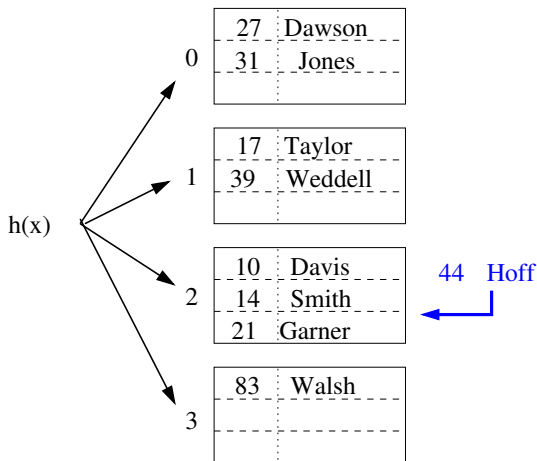 27 Dawson
0
31 Jones
17 Taylor
1
39 Weddell
h(x)
10 Davis
44 Hoff
2
14 Smith
21 Garner
83 Walsh
3